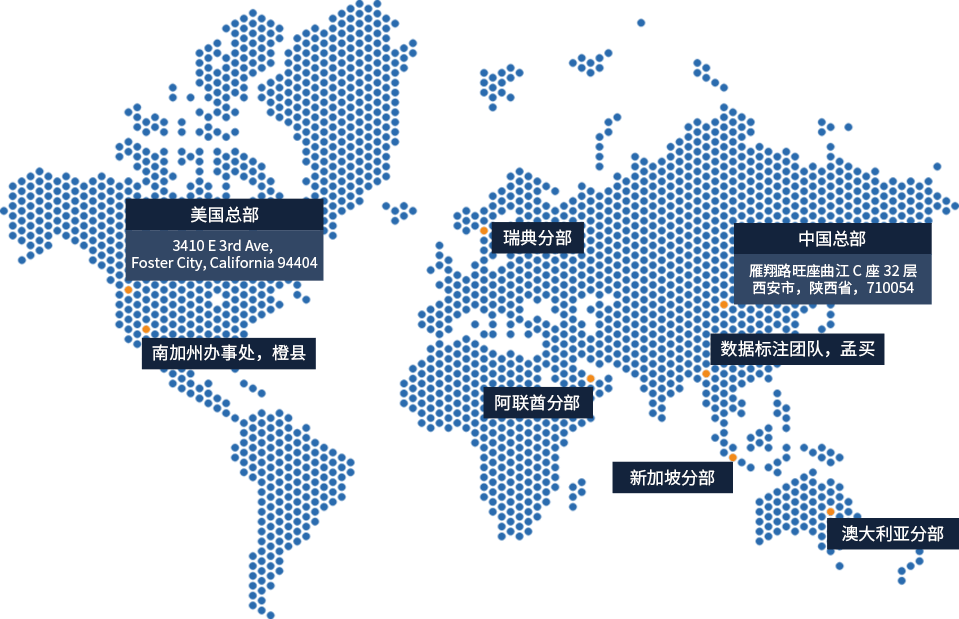 美国总部
3410 E 3rd Ave,
Foster City, California 94404
瑞典分部
中国总部
雁翔路旺座曲江 C 座 32 层
西安市，陕西省，710054
南加州办事处，橙县
数据标注团队，孟买
阿联酋分部
新加坡分部
澳大利亚分部